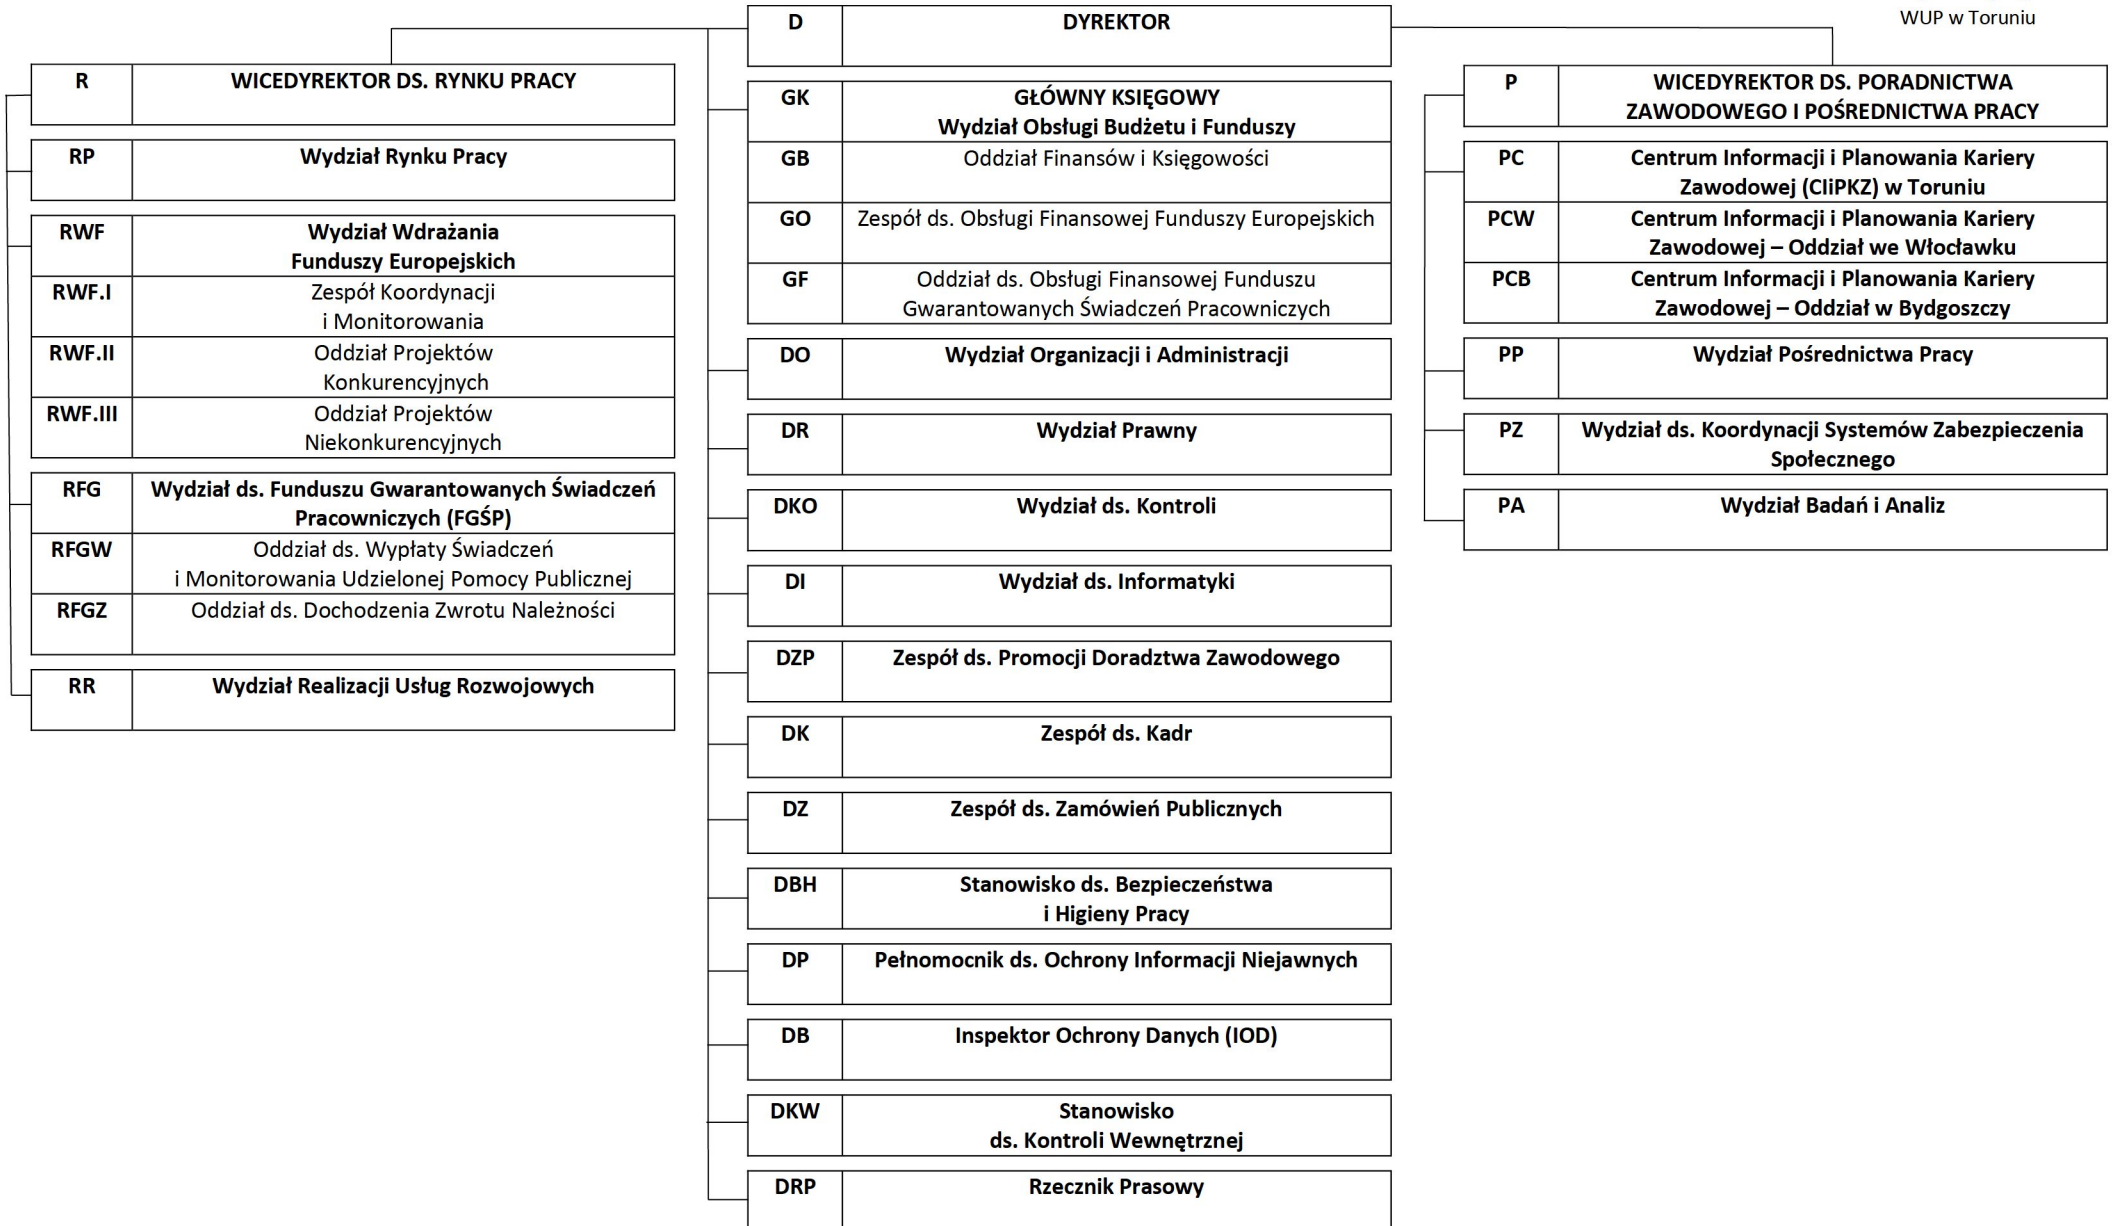 WUP w Toruniu
D DYREKTOR
R WICEDYREKTOR DS. RYNKU PRACY
RP Wydział Rynku Pracy
RWF Wydział Wdrażania
Funduszy Europejskich
RWF.I Zespół Koordynacji
i Monitorowania
RWF.II Oddział Projektów
Konkurencyjnych
RWF.III Oddział Projektów
Niekonkurencyjnych
RFG Wydział ds. Funduszu Gwarantowanych Świadczeń
Pracowniczych (FGŚP)
RFGW Oddział ds. Wypłaty Świadczeń
i Monitorowania Udzielonej Pomocy Publicznej
RFGZ Oddział ds. Dochodzenia Zwrotu Należności
RR Wydział Realizacji Usług Rozwojowych
GK GŁÓWNY KSIĘGOWY
Wydział Obsługi Budżetu i Funduszy
GB Oddział Finansów i Księgowości
GO Zespół ds. Obsługi Finansowej Funduszy Europejskich
GF Oddział ds. Obsługi Finansowej Funduszu
Gwarantowanych Świadczeń Pracowniczych
DO Wydział Organizacji i Administracji
DR Wydział Prawny
DKO Wydział ds. Kontroli
DI Wydział ds. Informatyki
DZP Zespół ds. Promocji Doradztwa Zawodowego
DK Zespół ds. Kadr
DZ Zespół ds. Zamówień Publicznych
DBH Stanowisko ds. Bezpieczeństwa
i Higieny Pracy
DP Pełnomocnik ds. Ochrony Informacji Niejawnych
DB Inspektor Ochrony Danych (IOD)
DKW Stanowisko
ds. Kontroli Wewnętrznej
DRP Rzecznik Prasowy
P WICEDYREKTOR DS. PORADNICTWA
ZAWODOWEGO I POŚREDNICTWA PRACY
PC Centrum Informacji i Planowania Kariery
Zawodowej (CIiPKZ) w Toruniu
PCW Centrum Informacji i Planowania Kariery
Zawodowej – Oddział we Włocławku
PCB Centrum Informacji i Planowania Kariery
Zawodowej – Oddział w Bydgoszczy
PP Wydział Pośrednictwa Pracy
PZ Wydział ds. Koordynacji Systemów Zabezpieczenia
Społecznego
PA Wydział Badań i Analiz